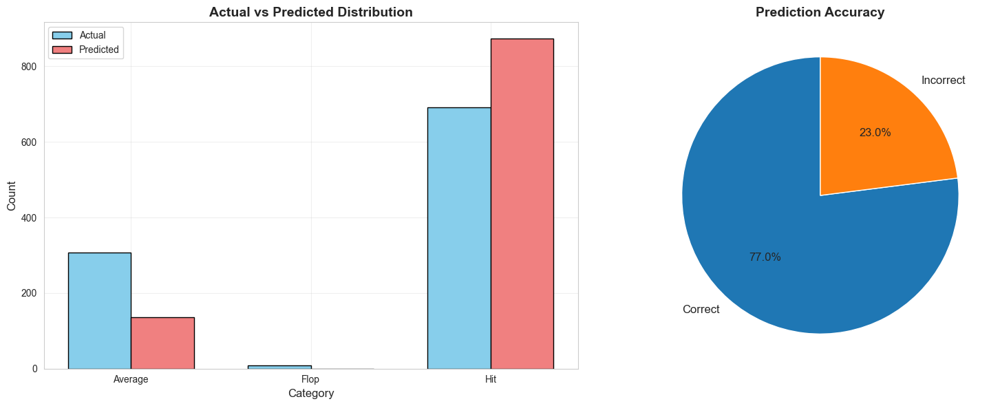 Actual vs Predicted Distribution
Actual
Predicted
800
600
400
200
0
Count
Average
Flop
Hit
Category
Prediction Accuracy
Incorrect
23.0%
77.0%
Correct